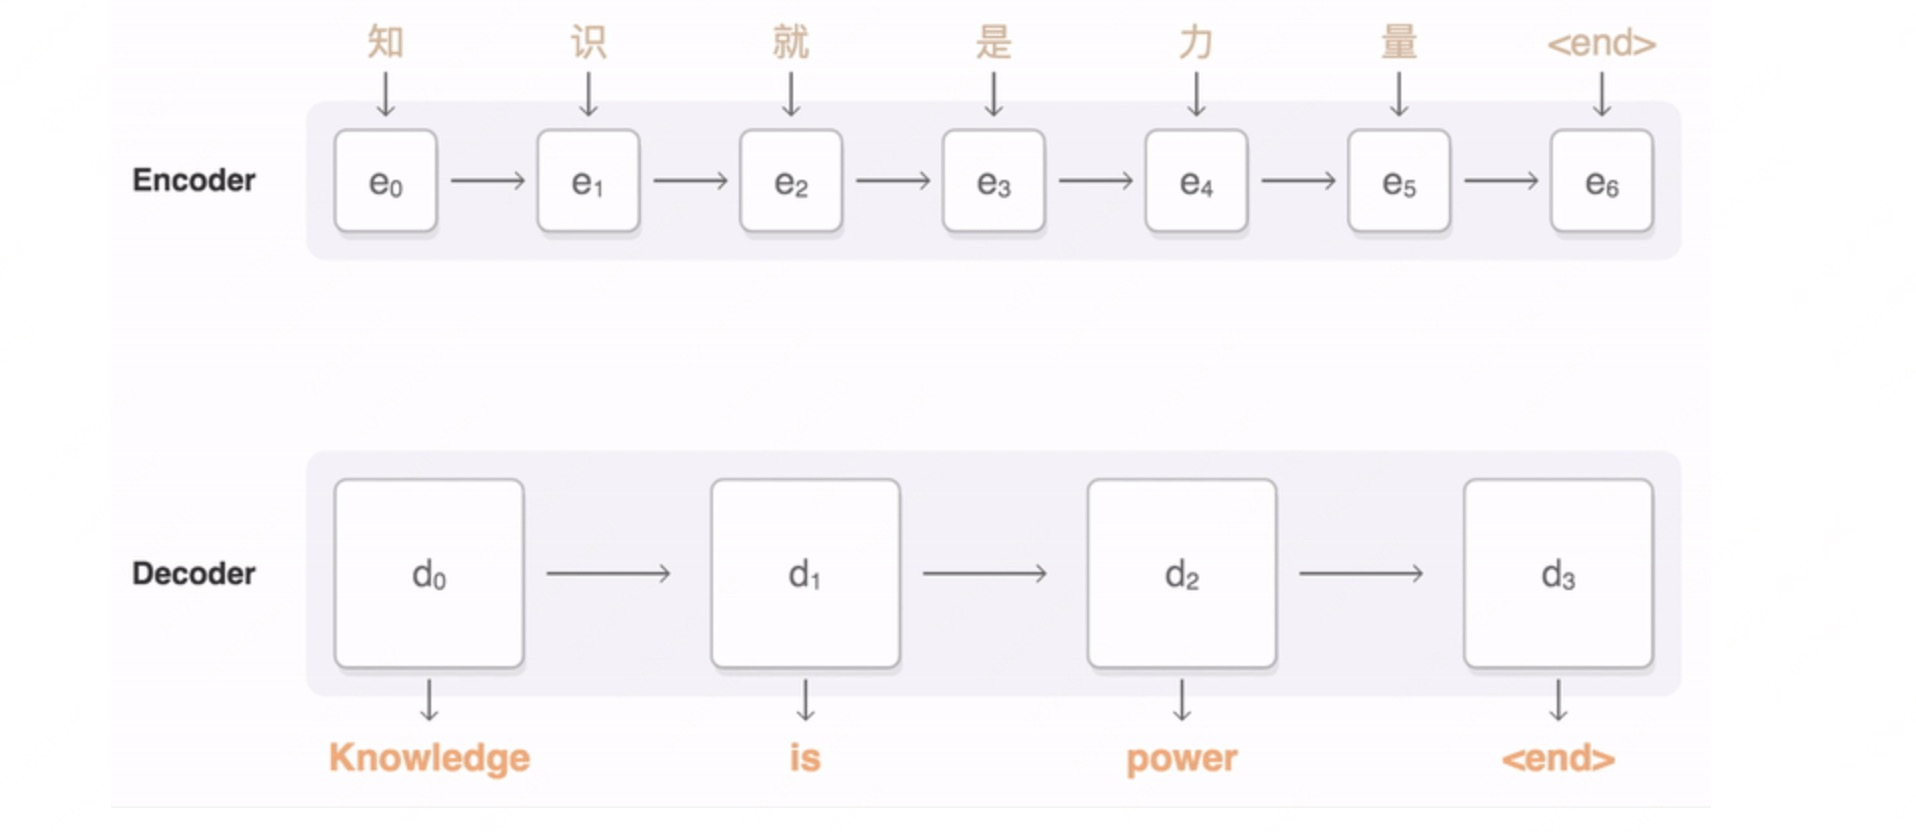 知 识 就 是 力 量 <end>
Encoder e₀ e₁ e₂ e₃ e₄ e₅ e₆
Decoder d₀ d₁ d₂ d₃
Knowledge is power <end>